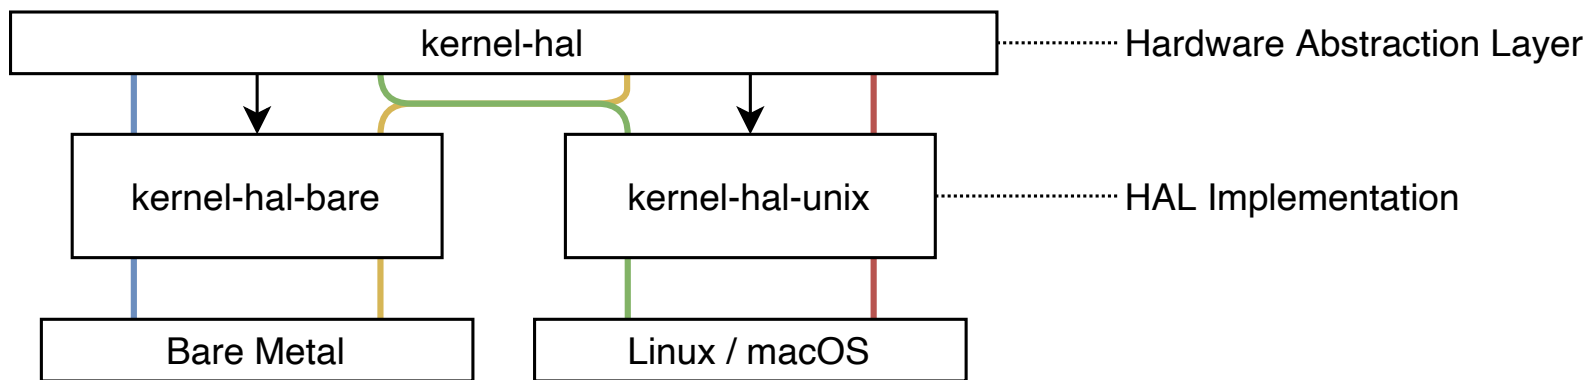 kernel-hal
Hardware Abstraction Layer
kernel-hal-bare
kernel-hal-unix
HAL Implementation
Bare Metal
Linux / macOS